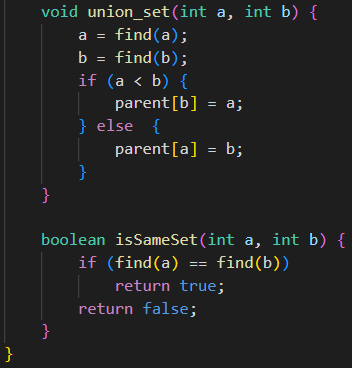 void union_set(int a, int b) {
    a = find(a);
    b = find(b);
    if (a < b) {
        parent[b] = a;
    } else  {
        parent[a] = b;
    }
}

boolean isSameSet(int a, int b) {
    if (find(a) == find(b))
        return true;
    return false;
}
}